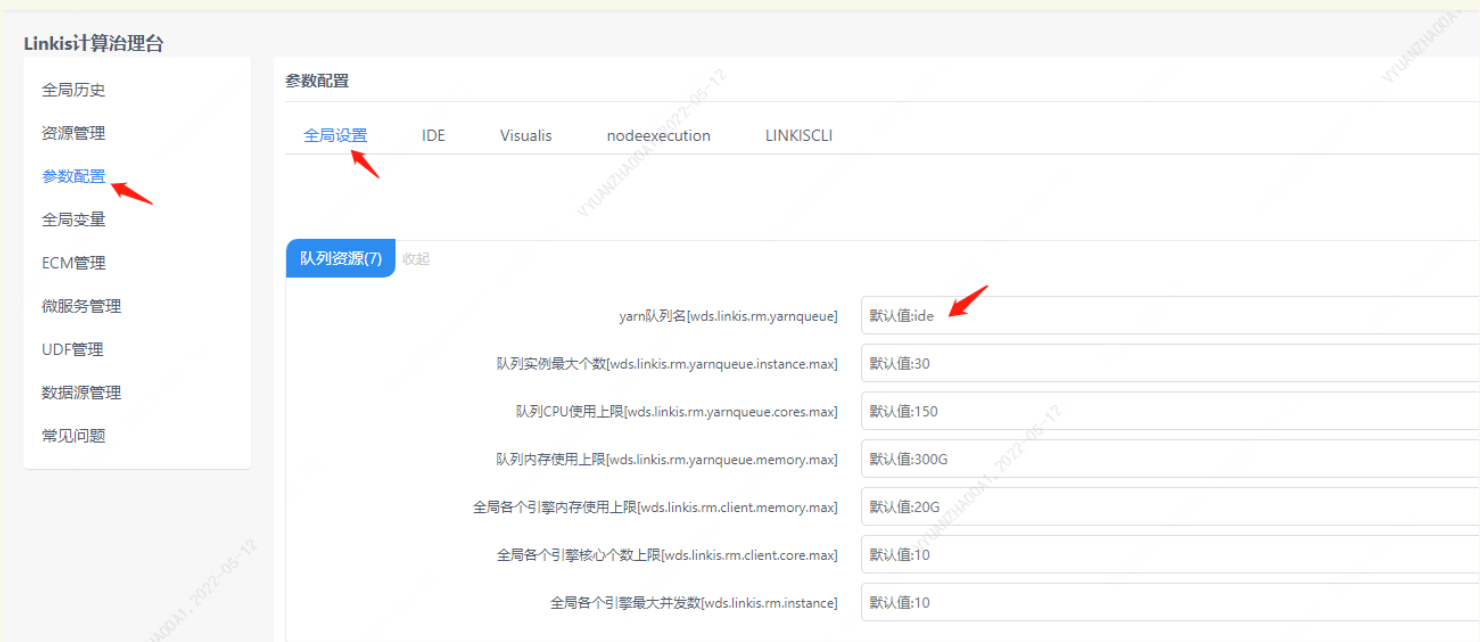 Linkis计算治理台
全局历史
资源管理
参数配置
全局变量
ECM管理
微服务管理
UDF管理
数据源管理
常见问题
参数配置
全局设置 IDE Visualis nodeexecution LINKISCLI
队列资源(7) 收起
yarn队列名[wds.linkis.rm.yarnqueue] 默认值:ide
队列实例最大个数[wds.linkis.rm.yarnqueue.instance.max] 默认值:30
队列CPU使用上限[wds.linkis.rm.yarnqueue.cores.max] 默认值:150
队列内存使用上限[wds.linkis.rm.yarnqueue.memory.max] 默认值:300G
全局各个引擎内存使用上限[wds.linkis.rm.client.memory.max] 默认值:20G
全局各个引擎核心个数上限[wds.linkis.rm.client.core.max] 默认值:10
全局各个引擎最大并发数[wds.linkis.rm.instance] 默认值:10